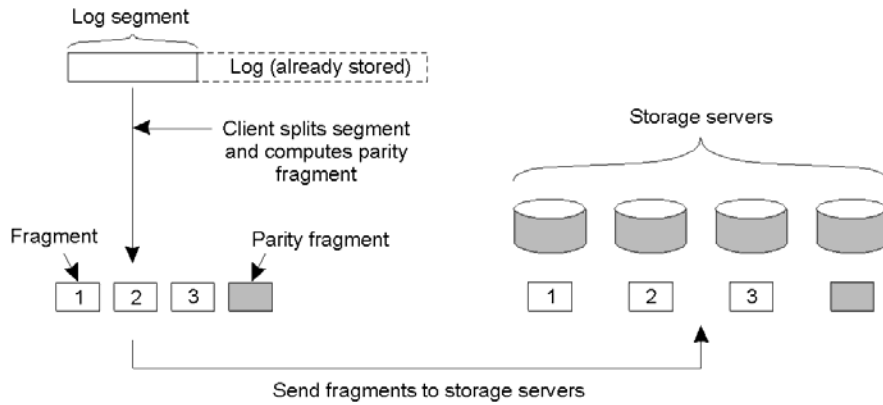 Log segment
Log (already stored)
Client splits segment
and computes parity
fragment
Storage servers
Fragment
Parity fragment
1 2 3
1 2 3
Send fragments to storage servers